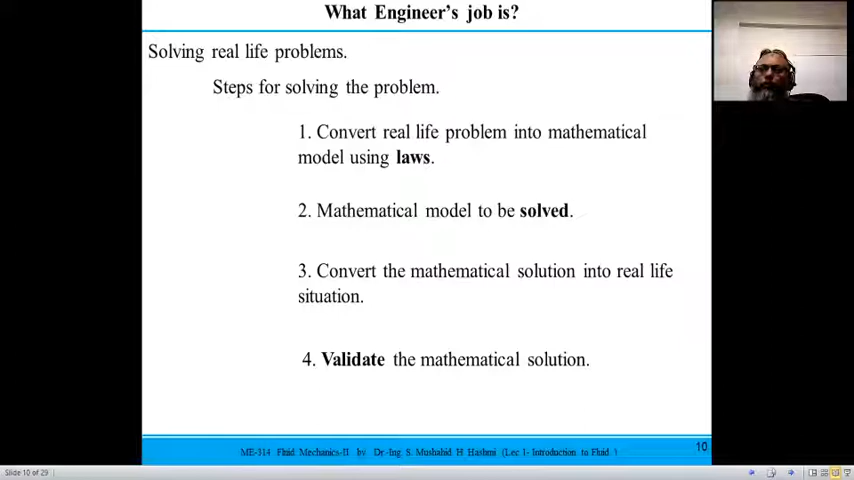 What Engineer's job is?
Solving real life problems.
Steps for solving the problem.
1. Convert real life problem into mathematical
model using laws.
2. Mathematical model to be solved.
3. Convert the mathematical solution into real life
situation.
4. Validate the mathematical solution.
ME-314 Fluid Mechanics-II by Dr.-Ing. S. Mushahid H Hashmi (Lec 1- Introduction to Fluid
10
Slide 10 of 29